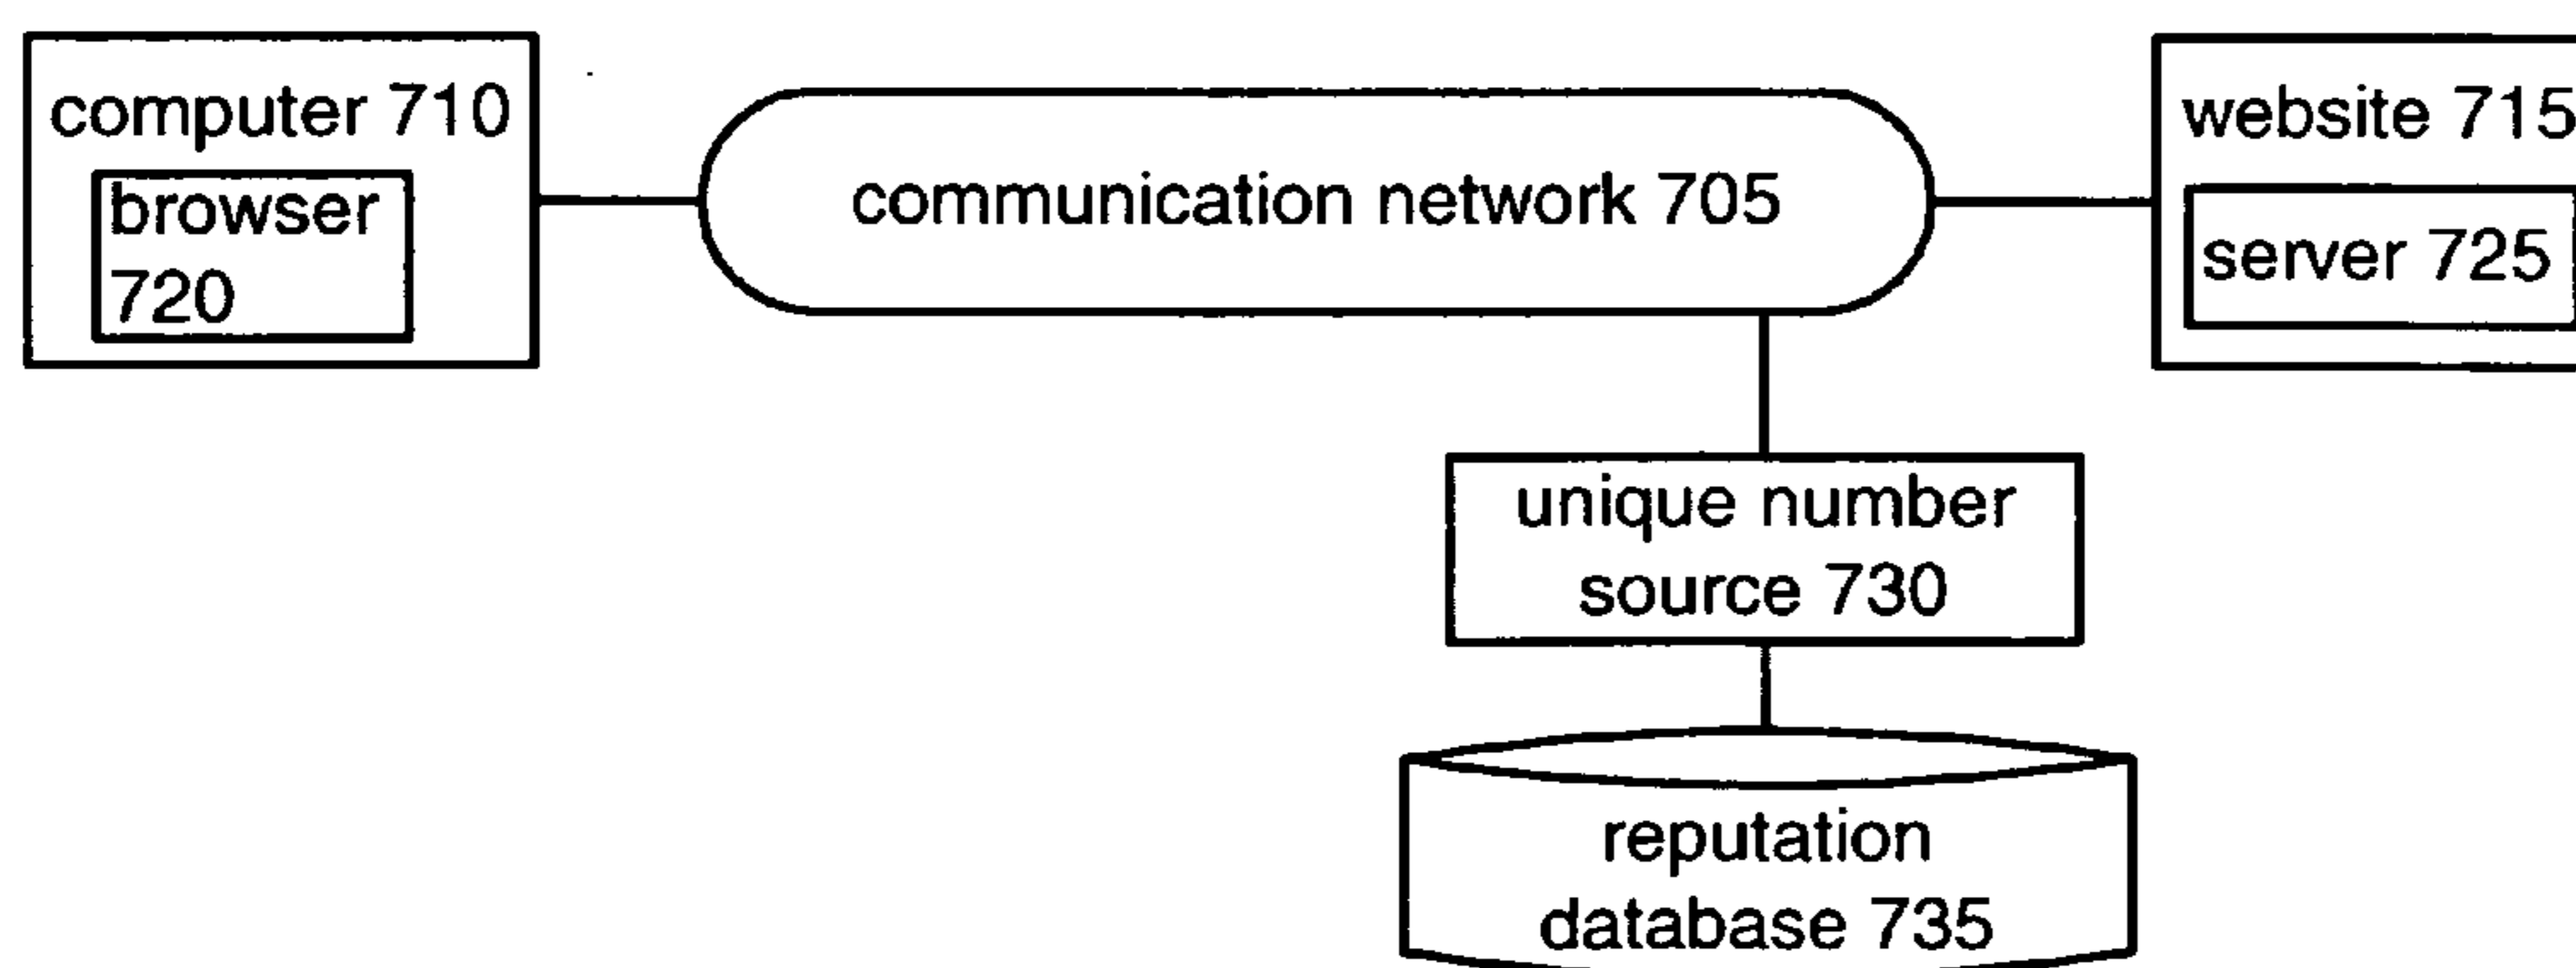 computer 710
browser
720
communication network 705
website 715
server 725
unique number
source 730
reputation
database 735